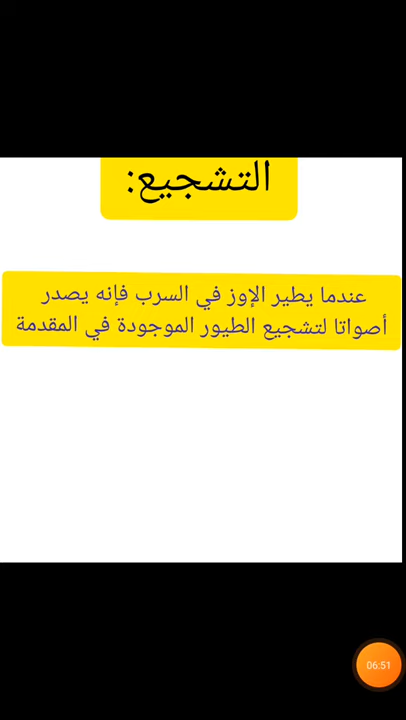 التشجيع:
عندما يطير الإوز في السرب فإنه يصدر
أصواتا لتشجيع الطيور الموجودة في المقدمة
06:51